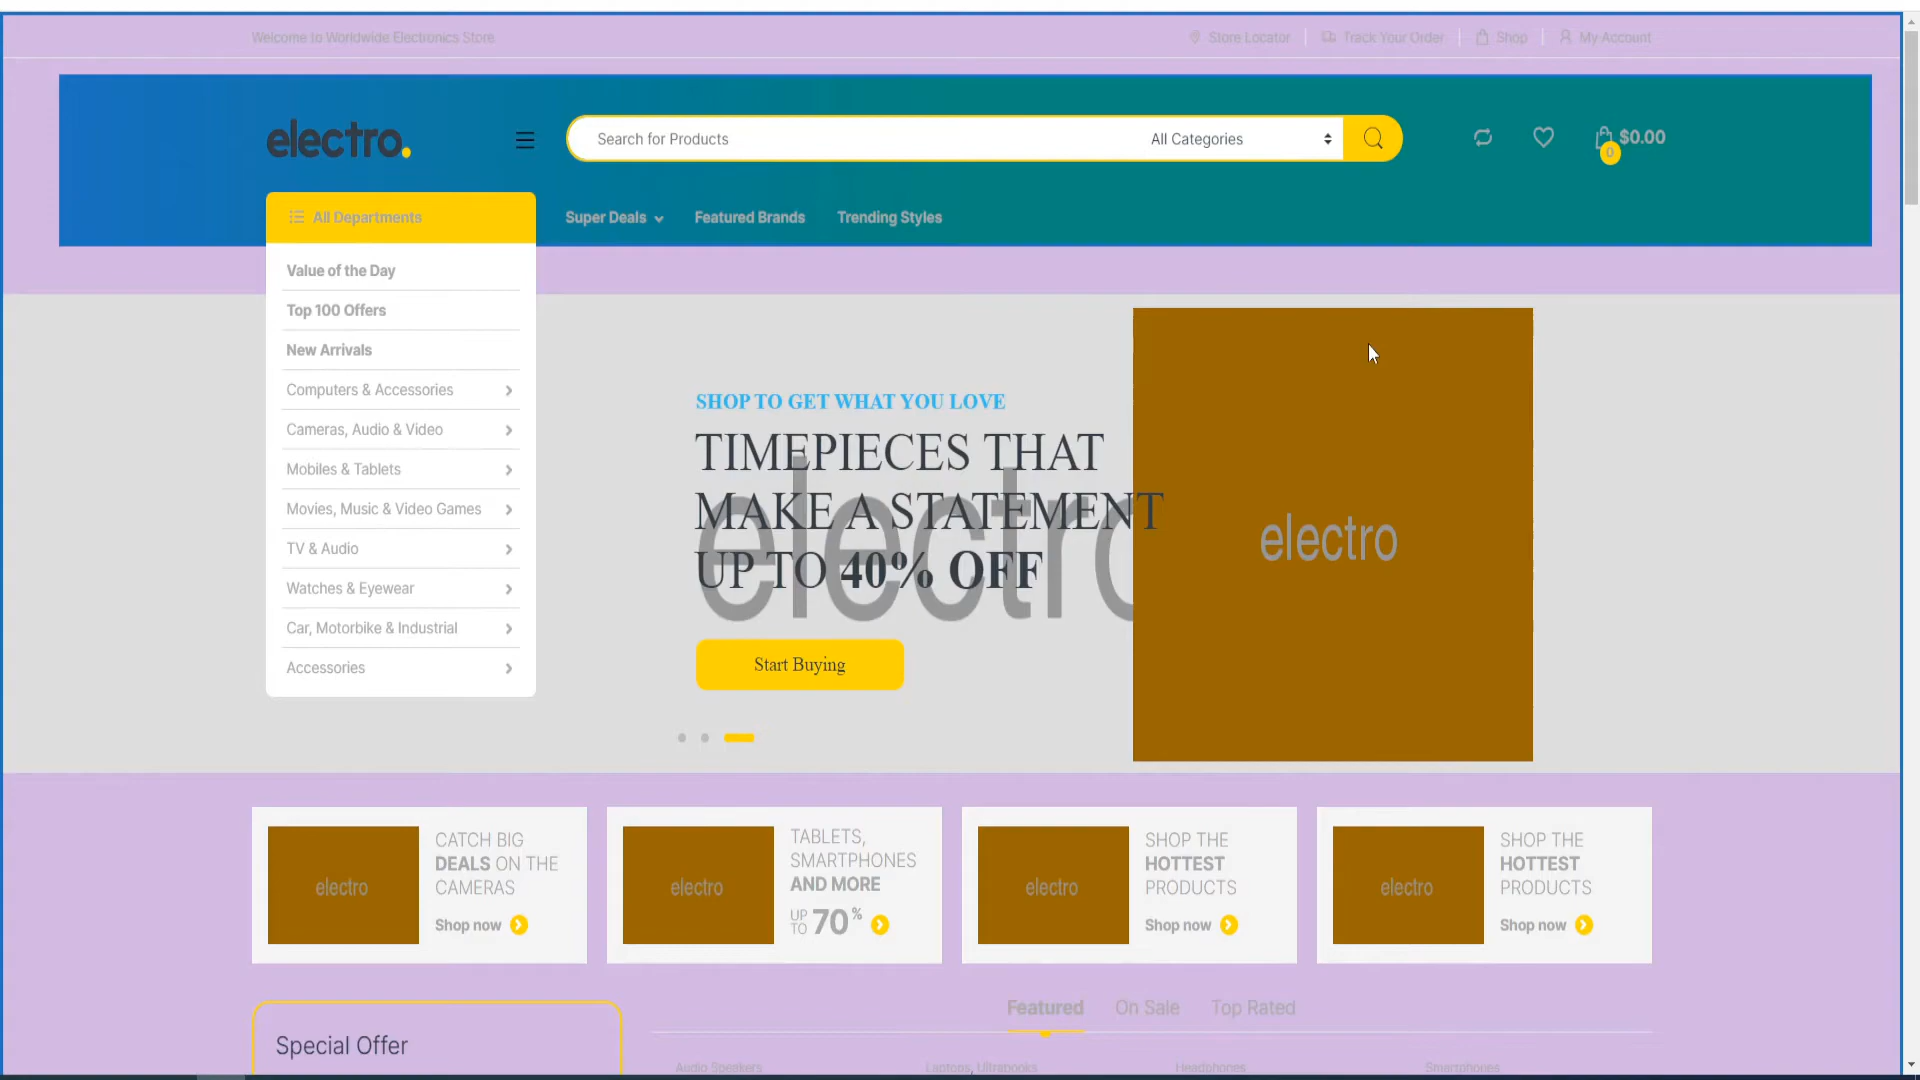 Welcome to Worldwide Electronics Store
Store Locator
Track Your Order
Shop
My Account
electro.
Search for Products
All Categories
$0.00
0
All Departments
Super Deals
Featured Brands
Trending Styles
Value of the Day
Top 100 Offers
New Arrivals
Computers & Accessories
Cameras, Audio & Video
Mobiles & Tablets
Movies, Music & Video Games
TV & Audio
Watches & Eyewear
Car, Motorbike & Industrial
Accessories
SHOP TO GET WHAT YOU LOVE
TIMEPIECES THAT
MAKE A STATEMENT
UP TO 40% OFF
electro
Start Buying
electro
electro
CATCH BIG
DEALS ON THE
CAMERAS
Shop now
electro
TABLETS,
SMARTPHONES
AND MORE
UP TO 70%
electro
SHOP THE
HOTTEST
PRODUCTS
Shop now
electro
SHOP THE
HOTTEST
PRODUCTS
Shop now
Special Offer
Featured
On Sale
Top Rated
Audio Speakers
Laptops, Ultrabooks
Headphones
Smartphones